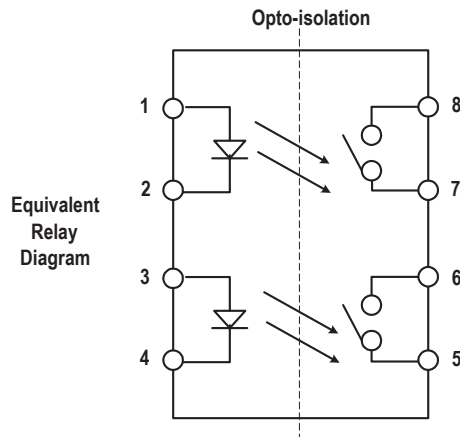 Opto-isolation
1
8
2
7
Equivalent
Relay
Diagram
3
6
4
5